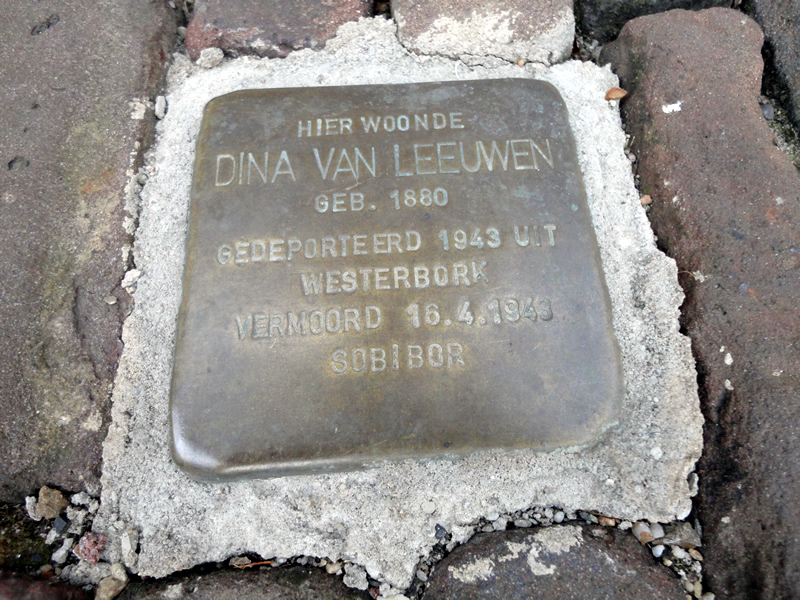 HIER WOONDE
DINA VAN LEEUWEN
GEB. 1880
GEDEPORTEERD 1943 UIT
WESTERBORK
VERMOORD 16.4.1943
SOBIBOR